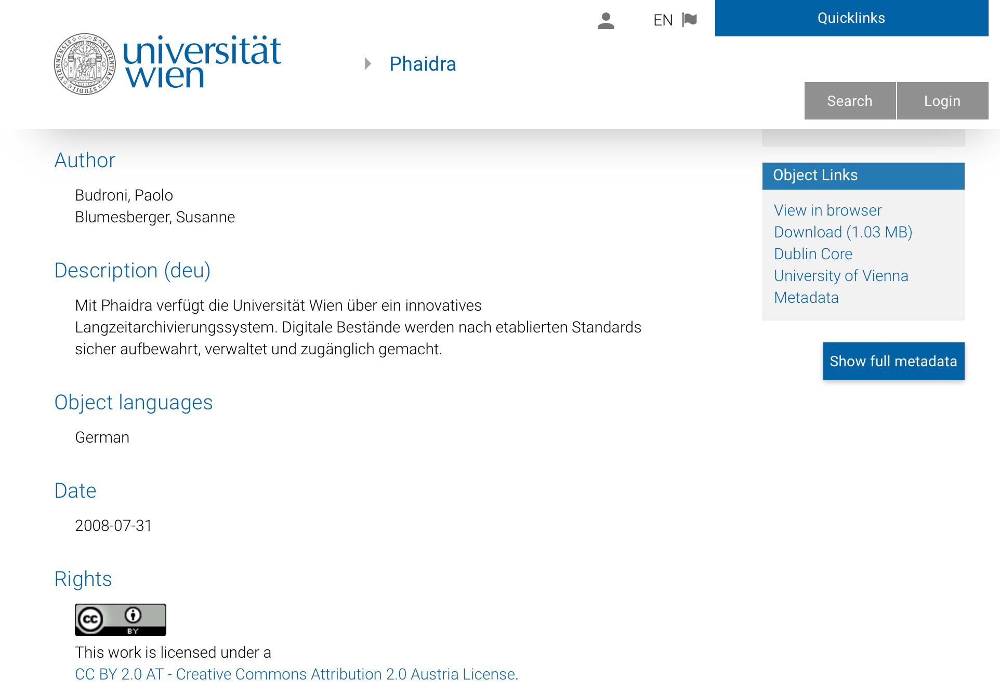 EN
Quicklinks
STUDII VIENNENSIS SAPIENTIAE
universität
wien
Phaidra
Search
Login
Author
Budroni, Paolo
Blumesberger, Susanne
Description (deu)
Mit Phaidra verfügt die Universität Wien über ein innovatives
Langzeitarchivierungssystem. Digitale Bestände werden nach etablierten Standards
sicher aufbewahrt, verwaltet und zugänglich gemacht.
Object languages
German
Date
2008-07-31
Rights
CC
BY
This work is licensed under a
CC BY 2.0 AT - Creative Commons Attribution 2.0 Austria License.
Object Links
View in browser
Download (1.03 MB)
Dublin Core
University of Vienna
Metadata
Show full metadata